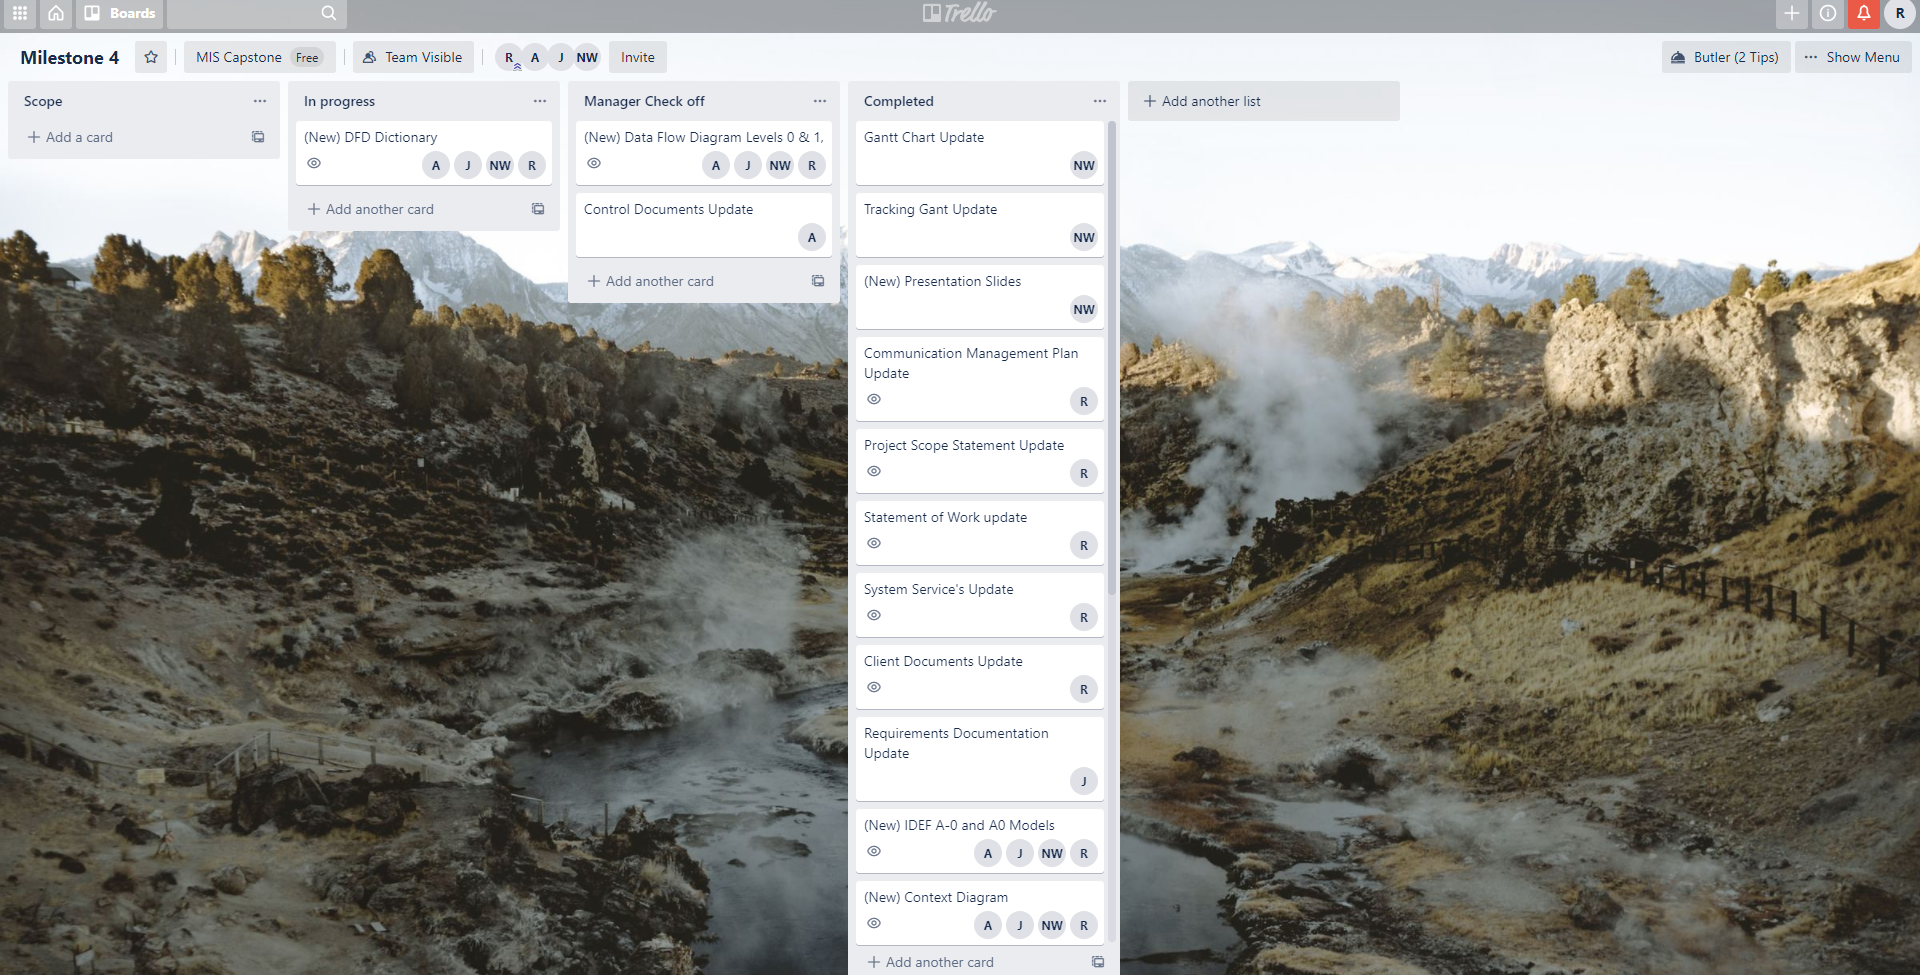 Boards
Trello
R
Milestone 4
MIS Capstone Free
Team Visible
R A J NW
Invite
Butler (2 Tips)
Show Menu
Scope
+ Add a card
In progress
(New) DFD Dictionary
A J NW R
+ Add another card
Manager Check off
(New) Data Flow Diagram Levels 0 & 1,
A J NW R
Control Documents Update
A
+ Add another card
Completed
Gantt Chart Update
NW
Tracking Gant Update
NW
(New) Presentation Slides
NW
Communication Management Plan
Update
R
Project Scope Statement Update
R
Statement of Work update
R
System Service's Update
R
Client Documents Update
R
Requirements Documentation
Update
J
(New) IDEF A-0 and A0 Models
A J NW R
(New) Context Diagram
A J NW R
+ Add another card
+ Add another list